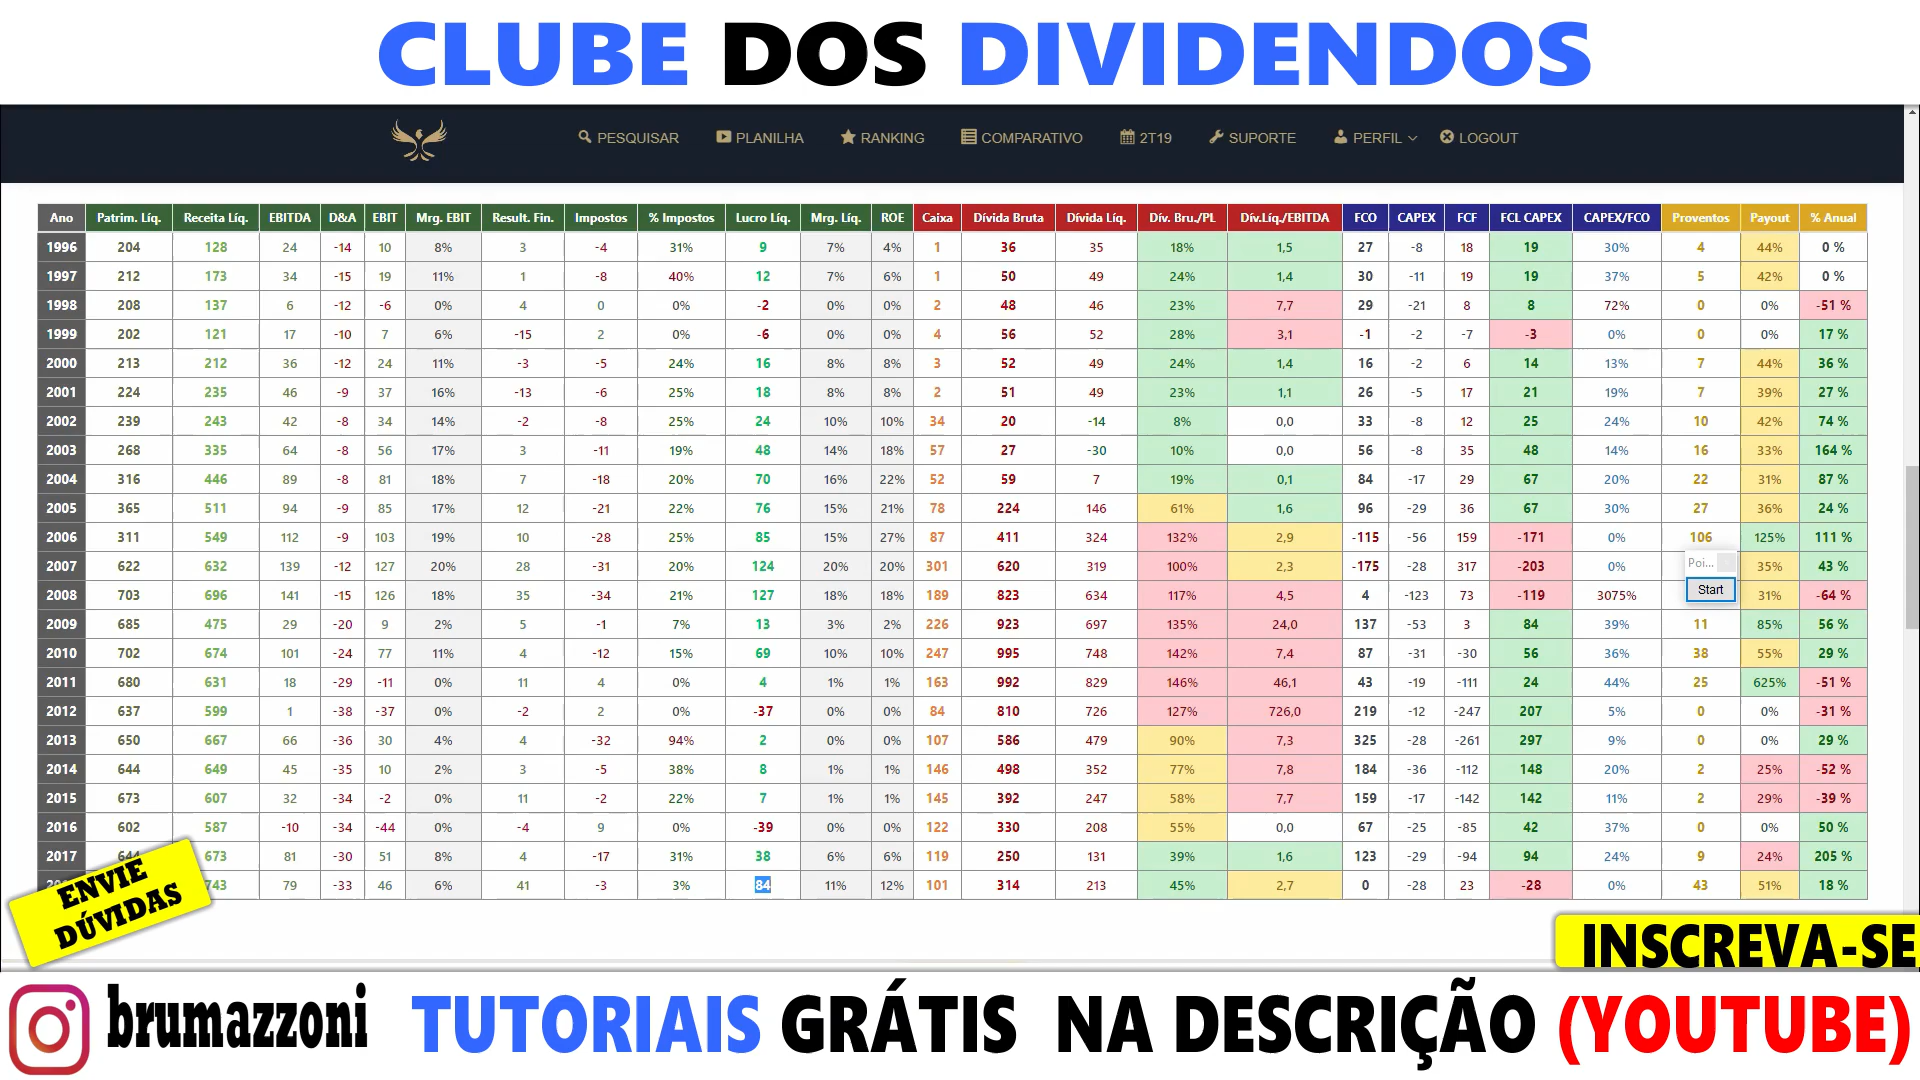 CLUBE DOS DIVIDENDOS
PESQUISAR PLANILHA RANKING COMPARATIVO 2T19 SUPORTE PERFIL LOGOUT
Ano Patrim. Líq. Receita Líq. EBITDA D&A EBIT Mrg. EBIT Result. Fin. Impostos % Impostos Lucro Líq. Mrg. Líq. ROE Caixa Dívida Bruta Dívida Líq. Dív. Bru./PL Dív.Líq./EBITDA FCO CAPEX FCF FCL CAPEX CAPEX/FCO Proventos Payout % Anual
1996 204 128 24 -14 10 8% 3 -4 31% 9 7% 4% 1 36 35 18% 1,5 27 -8 18 19 30% 4 44% 0 %
1997 212 173 34 -15 19 11% 1 -8 40% 12 7% 6% 1 50 49 24% 1,4 30 -11 19 19 37% 5 42% 0 %
1998 208 137 6 -12 -6 0% 4 0 0% -2 0% 0% 2 48 46 23% 7,7 29 -21 8 8 72% 0 0% -51 %
1999 202 121 17 -10 7 6% -15 2 0% -6 0% 0% 4 56 52 28% 3,1 -1 -2 -7 -3 0% 0 0% 17 %
2000 213 212 36 -12 24 11% -3 -5 24% 16 8% 8% 3 52 49 24% 1,4 16 -2 6 14 13% 7 44% 36 %
2001 224 235 46 -9 37 16% -13 -6 25% 18 8% 8% 2 51 49 23% 1,1 26 -5 17 21 19% 7 39% 27 %
2002 239 243 42 -8 34 14% -2 -8 25% 24 10% 10% 34 20 -14 8% 0,0 33 -8 12 25 24% 10 42% 74 %
2003 268 335 64 -8 56 17% 3 -11 19% 48 14% 18% 57 27 -30 10% 0,0 56 -8 35 48 14% 16 33% 164 %
2004 316 446 89 -8 81 18% 7 -18 20% 70 16% 22% 52 59 7 19% 0,1 84 -17 29 67 20% 22 31% 87 %
2005 365 511 94 -9 85 17% 12 -21 22% 76 15% 21% 78 224 146 61% 1,6 96 -29 36 67 30% 27 36% 24 %
2006 311 549 112 -9 103 19% 10 -28 25% 85 15% 27% 87 411 324 132% 2,9 -115 -56 159 -171 0% 106 125% 111 %
2007 622 632 139 -12 127 20% 28 -31 20% 124 20% 20% 301 620 319 100% 2,3 -175 -28 317 -203 0% Poi... 35% 43 %
2008 703 696 141 -15 126 18% 35 -34 21% 127 18% 18% 189 823 634 117% 4,5 4 -123 73 -119 3075% Start 31% -64 %
2009 685 475 29 -20 9 2% 5 -1 7% 13 3% 2% 226 923 697 135% 24,0 137 -53 3 84 39% 11 85% 56 %
2010 702 674 101 -24 77 11% 4 -12 15% 69 10% 10% 247 995 748 142% 7,4 87 -31 -30 56 36% 38 55% 29 %
2011 680 631 18 -29 -11 0% 11 4 0% 4 1% 1% 163 992 829 146% 46,1 43 -19 -111 24 44% 25 625% -51 %
2012 637 599 1 -38 -37 0% -2 2 0% -37 0% 0% 84 810 726 127% 726,0 219 -12 -247 207 5% 0 0% -31 %
2013 650 667 66 -36 30 4% 4 -32 94% 2 0% 0% 107 586 479 90% 7,3 325 -28 -261 297 9% 0 0% 29 %
2014 644 649 45 -35 10 2% 3 -5 38% 8 1% 1% 146 498 352 77% 7,8 184 -36 -112 148 20% 2 25% -52 %
2015 673 607 32 -34 -2 0% 11 -2 22% 7 1% 1% 145 392 247 58% 7,7 159 -17 -142 142 11% 2 29% -39 %
2016 602 587 -10 -34 -44 0% -4 9 0% -39 0% 0% 122 330 208 55% 0,0 67 -25 -85 42 37% 0 0% 50 %
2017 644 673 81 -30 51 8% 4 -17 31% 38 6% 6% 119 250 131 39% 1,6 123 -29 -94 94 24% 9 24% 205 %
743 79 -33 46 6% 41 -3 3% 84 11% 12% 101 314 213 45% 2,7 0 -28 23 -28 0% 43 51% 18 %
ENVIE
DÚVIDAS
INSCREVA-SE
brumazzoni TUTORIAIS GRÁTIS NA DESCRIÇÃO (YOUTUBE)